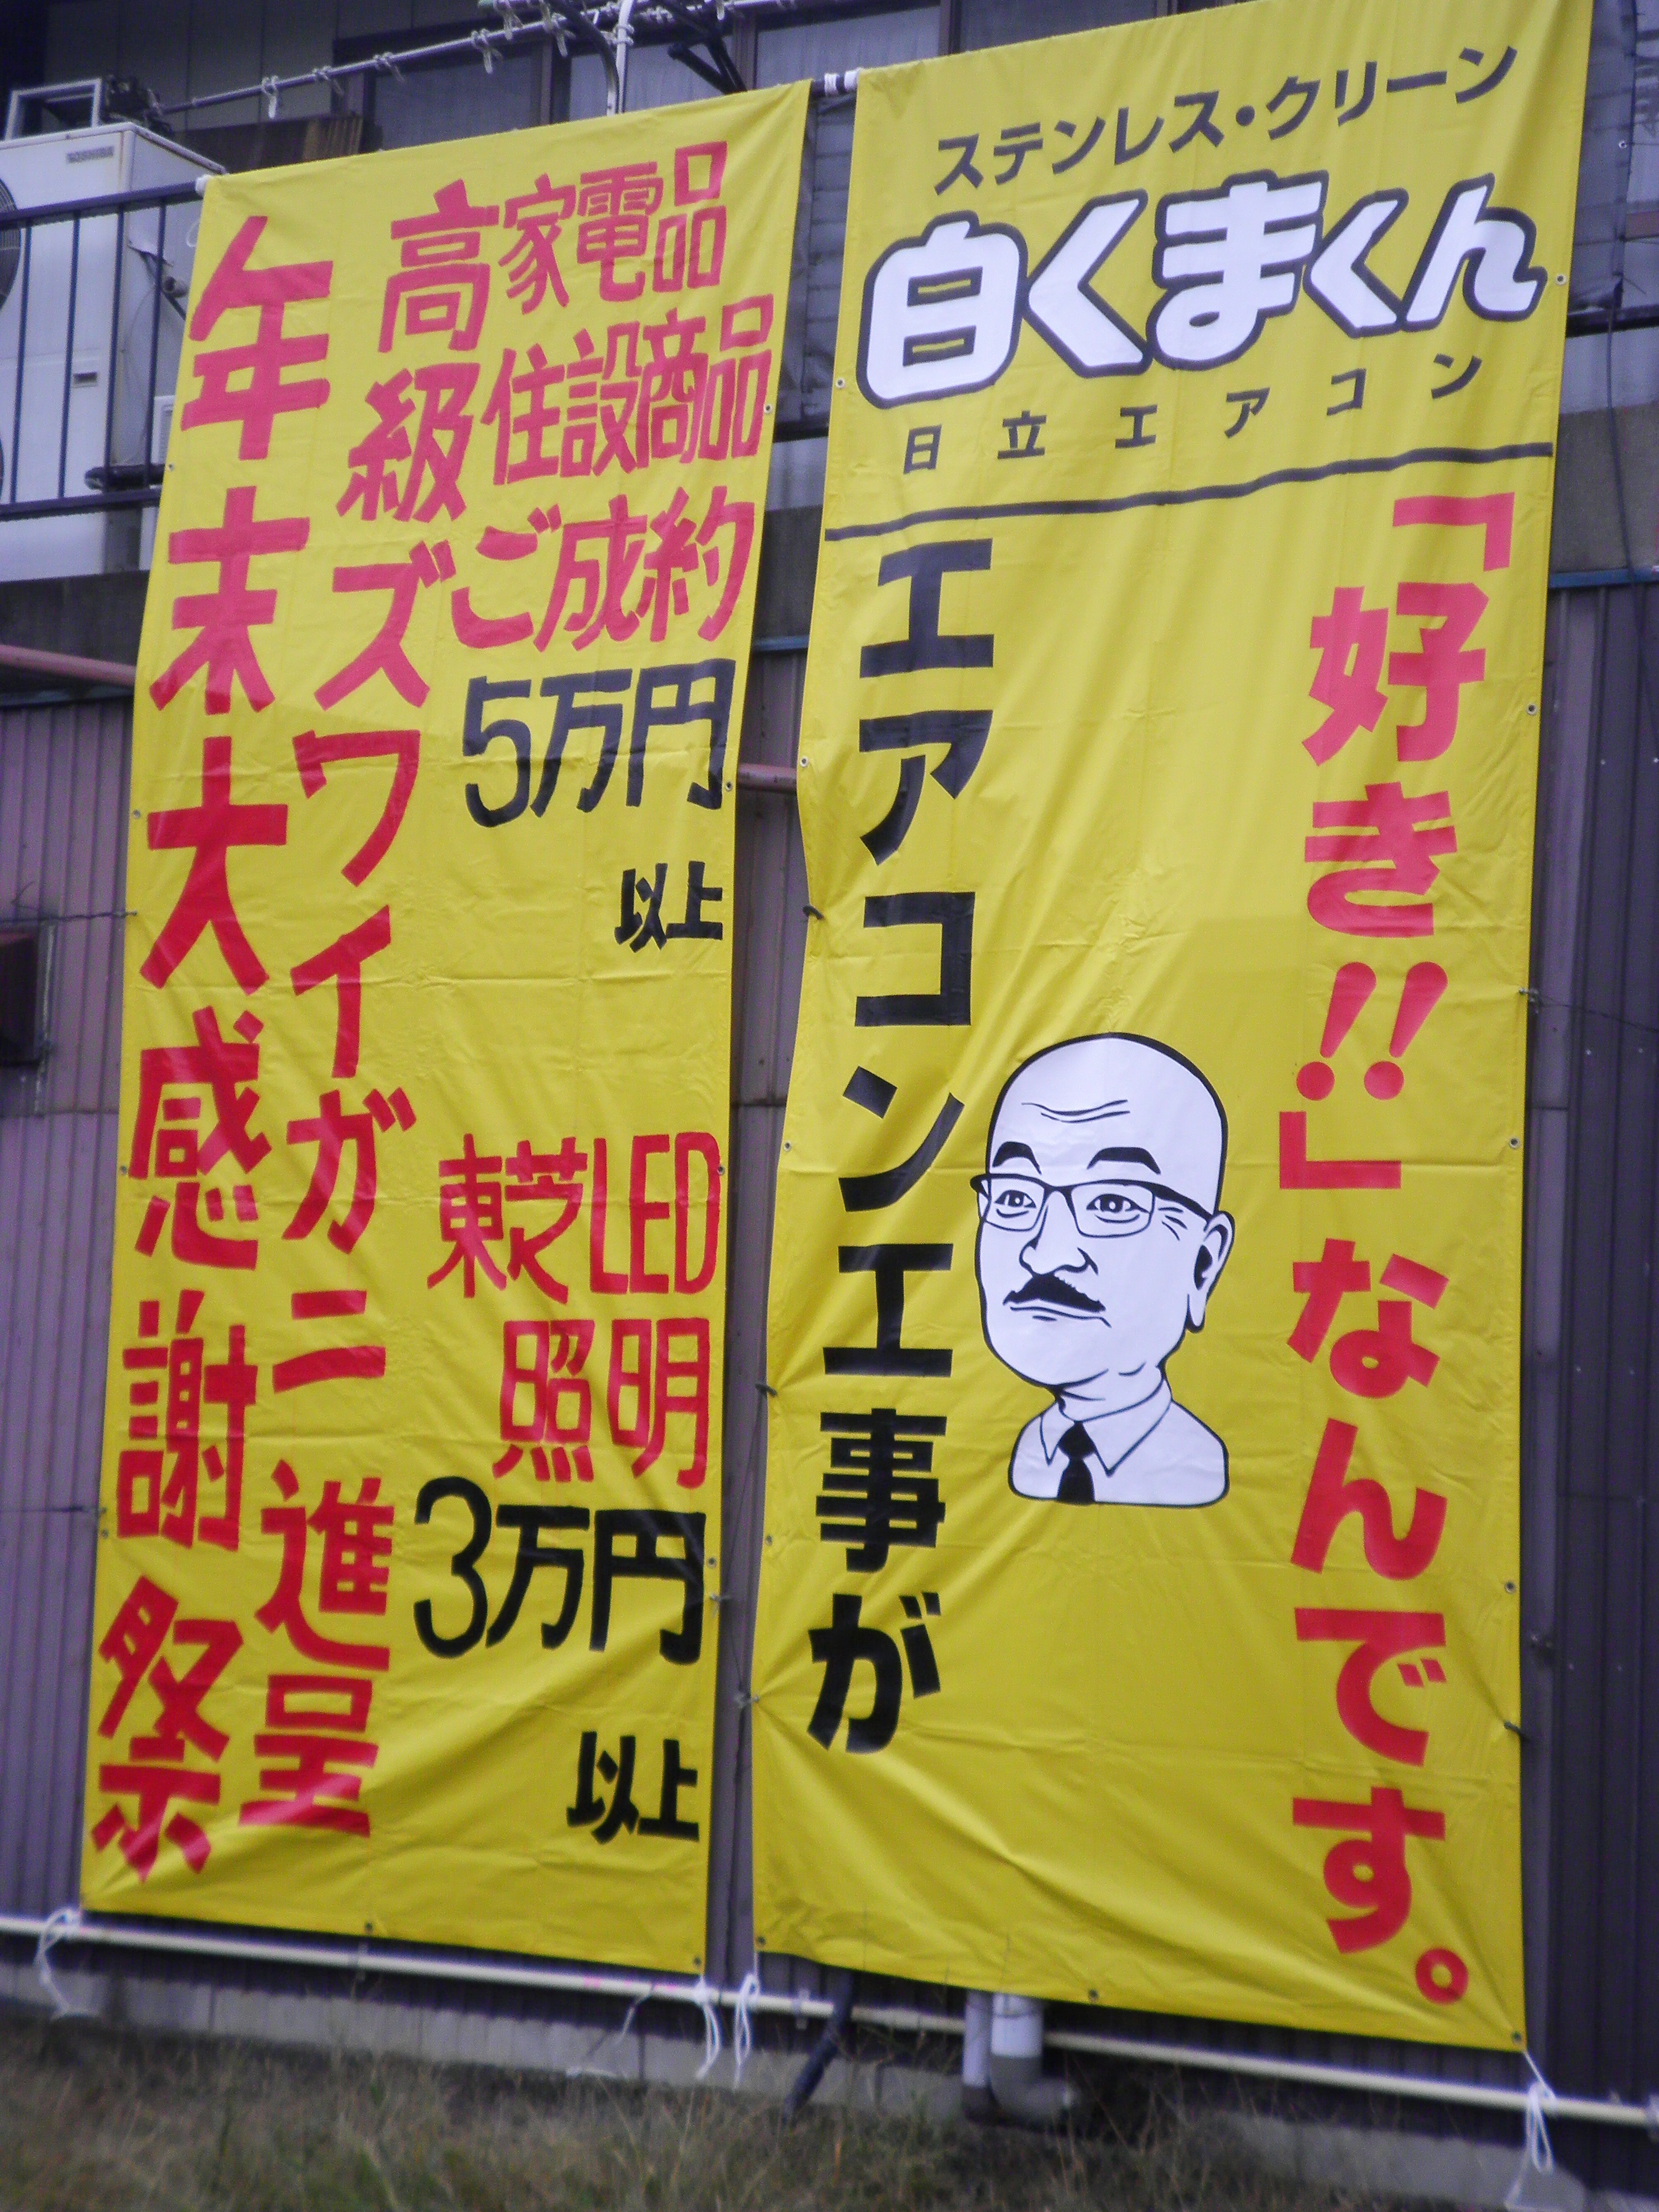 年末大感謝祭
高級ズワイガニ進呈
家電品
住設商品
ご成約
5万円
以上
東芝LED
照明
3万円
以上
ステンレス・クリーン
白くまくん
日立エアコン
エアコン工事が
「好き!!」なんです。
TOSHIBA